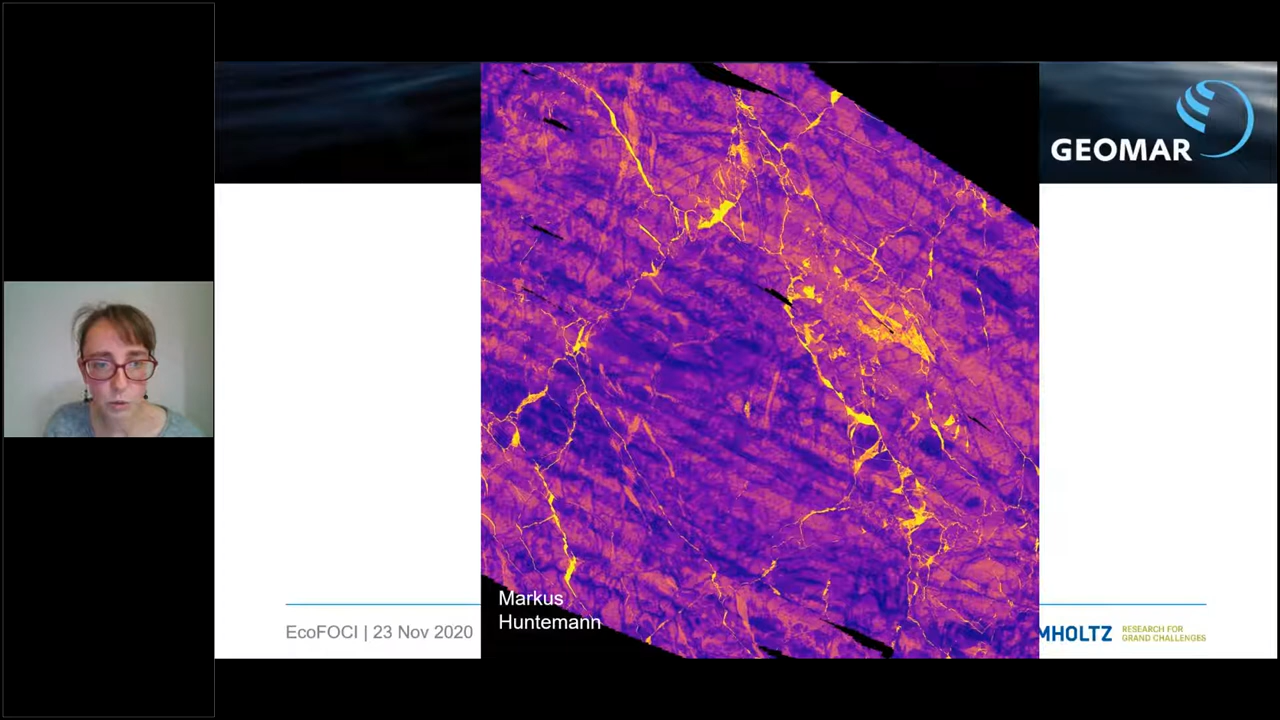 GEOMAR
Markus
Huntemann
EcoFOCI | 23 Nov 2020
MHOLTZ
RESEARCH FOR
GRAND CHALLENGES